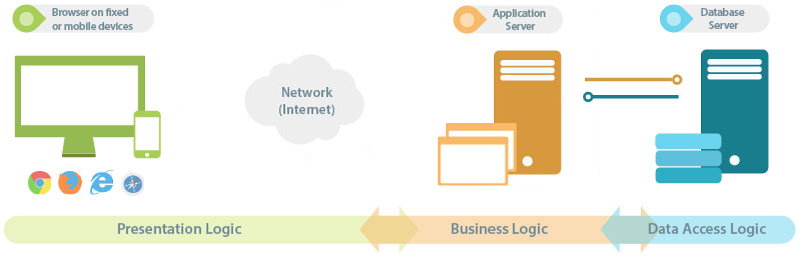 Browser on fixed
or mobile devices
Application
Server
Database
Server
Network
(Internet)
Presentation Logic
Business Logic
Data Access Logic